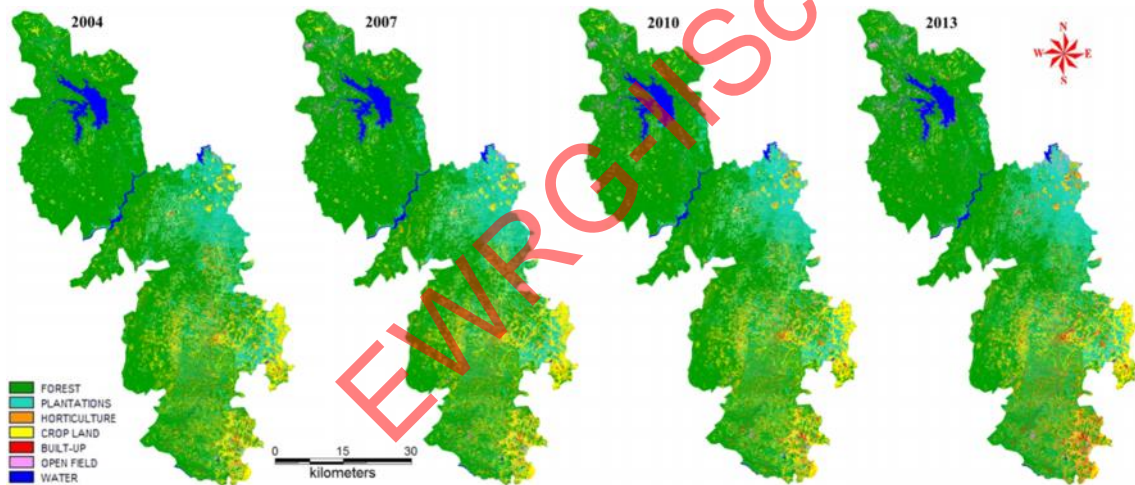 2004
2007
2010
2013
N
W E
S
EWRG-IISc
FOREST
PLANTATIONS
HORTICULTURE
CROP LAND
BUILT-UP
OPEN FIELD
WATER
0 15 30
kilometers